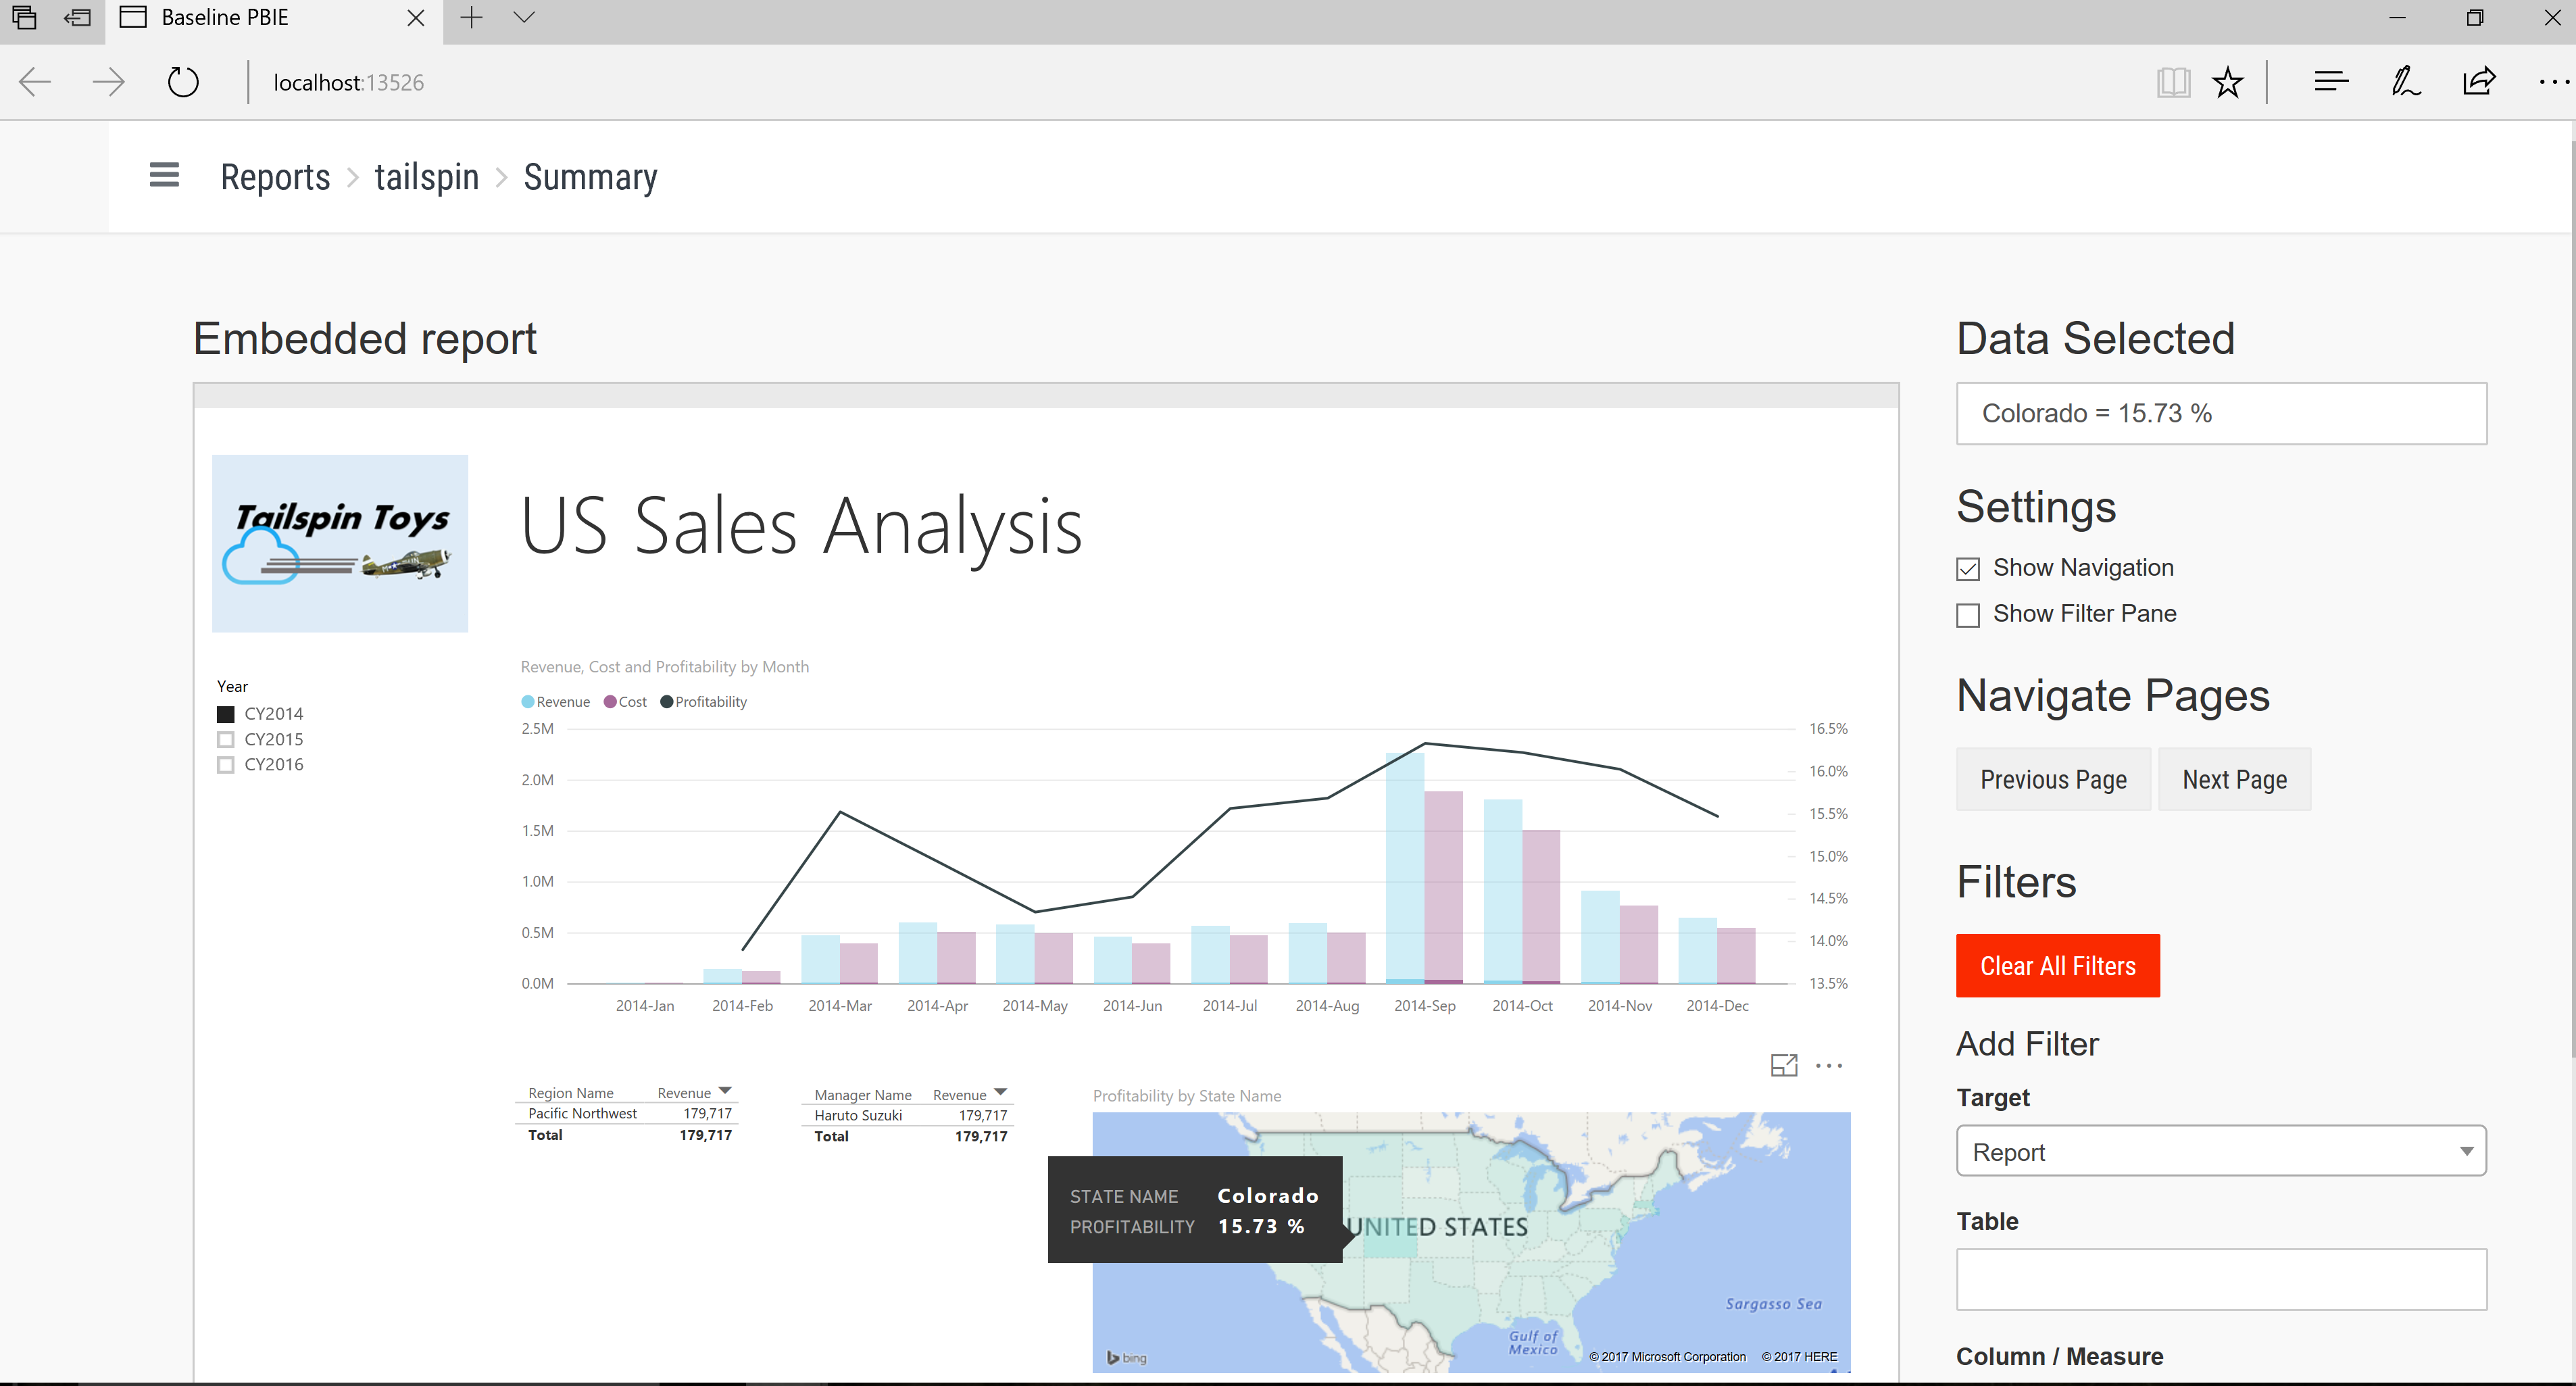 Baseline PBIE
localhost:13526
Reports > tailspin > Summary
Embedded report
Tailspin Toys
US Sales Analysis
Year
CY2014
CY2015
CY2016
Revenue, Cost and Profitability by Month
Revenue Cost Profitability
2.5M 16.5%
2.0M 16.0%
1.5M 15.5%
15.0%
1.0M 14.5%
0.5M 14.0%
0.0M 13.5%
2014-Jan 2014-Feb 2014-Mar 2014-Apr 2014-May 2014-Jun 2014-Jul 2014-Aug 2014-Sep 2014-Oct 2014-Nov 2014-Dec
Region Name Revenue
Pacific Northwest 179,717
Total 179,717
Manager Name Revenue
Haruto Suzuki 179,717
Total 179,717
Profitability by State Name
STATE NAME Colorado
PROFITABILITY 15.73 %
UNITED STATES
Sargasso Sea
Gulf of
Mexico
bing
© 2017 Microsoft Corporation © 2017 HERE
Data Selected
Colorado = 15.73 %
Settings
Show Navigation
Show Filter Pane
Navigate Pages
Previous Page Next Page
Filters
Clear All Filters
Add Filter
Target
Report
Table
Column / Measure